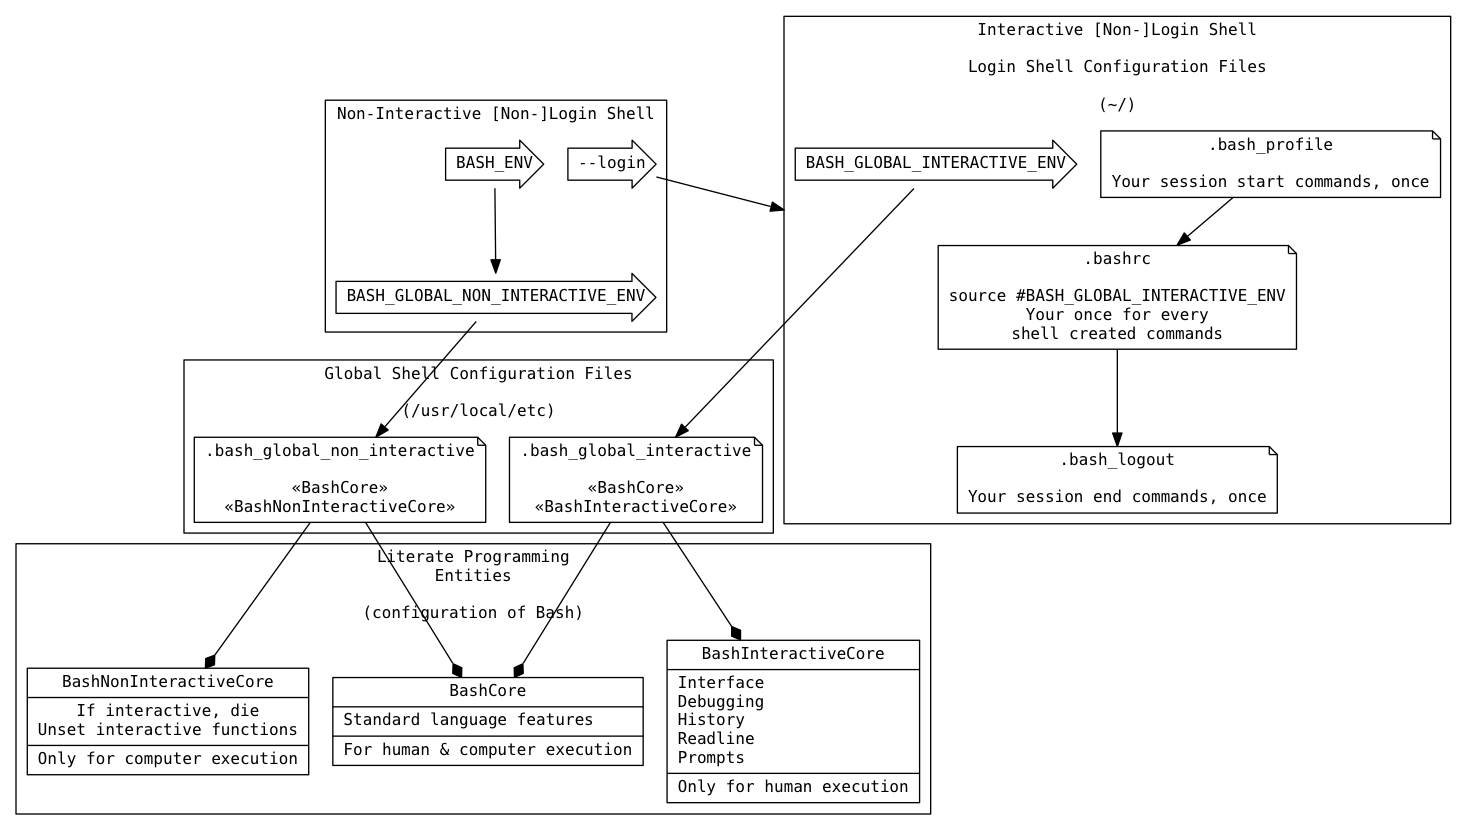 Interactive [Non-]Login Shell
Login Shell Configuration Files
(~/)
Non-Interactive [Non-]Login Shell
BASH_ENV
--login
BASH_GLOBAL_INTERACTIVE_ENV
.bash_profile
Your session start commands, once
BASH_GLOBAL_NON_INTERACTIVE_ENV
.bashrc
source #BASH_GLOBAL_INTERACTIVE_ENV
Your once for every
shell created commands
Global Shell Configuration Files
(/usr/local/etc)
.bash_global_non_interactive
«BashCore»
«BashNonInteractiveCore»
.bash_global_interactive
«BashCore»
«BashInteractiveCore»
.bash_logout
Your session end commands, once
Literate Programming
Entities
(configuration of Bash)
BashNonInteractiveCore
If interactive, die
Unset interactive functions
Only for computer execution
BashCore
Standard language features
For human & computer execution
BashInteractiveCore
Interface
Debugging
History
Readline
Prompts
Only for human execution